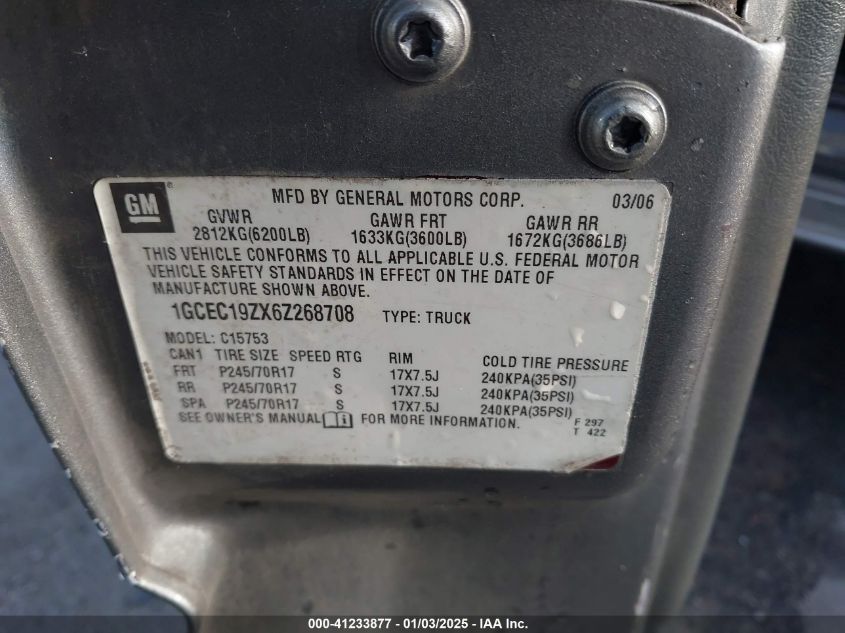 GM
MFD BY GENERAL MOTORS CORP. 03/06
GVWR GAWR FRT GAWR RR
2812KG(6200LB) 1633KG(3600LB) 1672KG(3686LB)
THIS VEHICLE CONFORMS TO ALL APPLICABLE U.S. FEDERAL MOTOR
VEHICLE SAFETY STANDARDS IN EFFECT ON THE DATE OF
MANUFACTURE SHOWN ABOVE.
1GCEC19ZX6Z268708 TYPE: TRUCK
MODEL: C15753
CAN1 TIRE SIZE SPEED RTG RIM COLD TIRE PRESSURE
FRT P245/70R17 S 17X7.5J 240KPA(35PSI)
RR P245/70R17 S 17X7.5J 240KPA(35PSI)
SPA P245/70R17 S 17X7.5J 240KPA(35PSI)
SEE OWNER'S MANUAL FOR MORE INFORMATION.
F 297
T 422
000-41233877 - 01/03/2025 - IAA Inc.